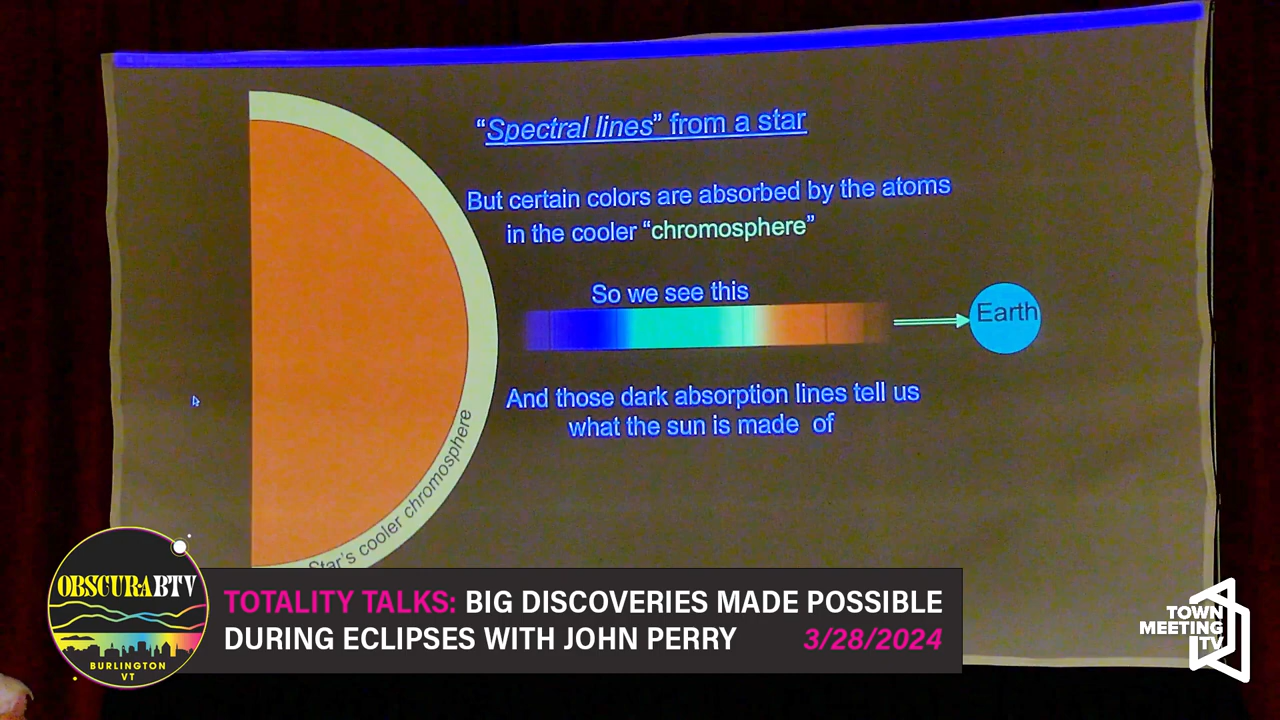 “Spectral lines” from a star
But certain colors are absorbed by the atoms
in the cooler “chromosphere”
So we see this
Earth
And those dark absorption lines tell us
what the sun is made of
Star's cooler chromosphere
OBSCURABTV
BURLINGTON
VT
TOTALITY TALKS: BIG DISCOVERIES MADE POSSIBLE
DURING ECLIPSES WITH JOHN PERRY 3/28/2024
TOWN
MEETING
TV